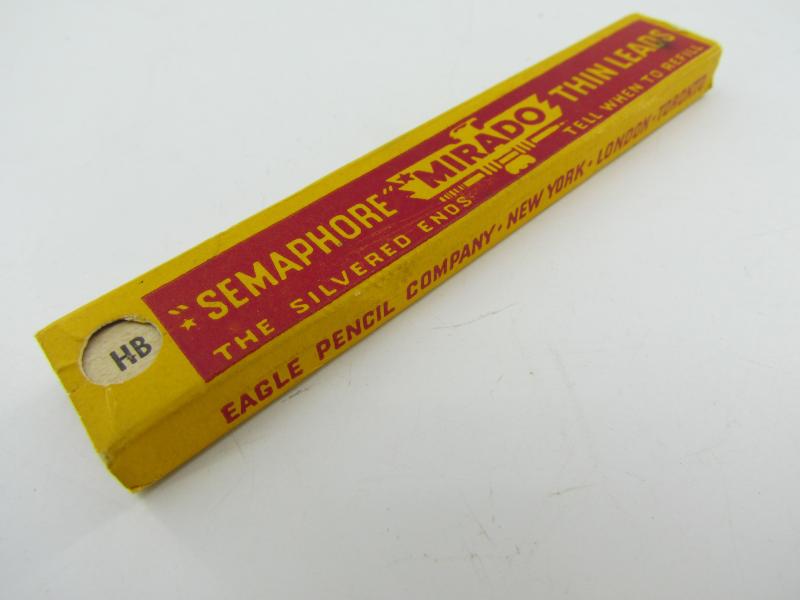 "SEMAPHORE" MIRADO THIN LEADS
THE SILVERED ENDS TELL WHEN TO REFILL
HB
EAGLE PENCIL COMPANY · NEW YORK · LONDON · TORONTO